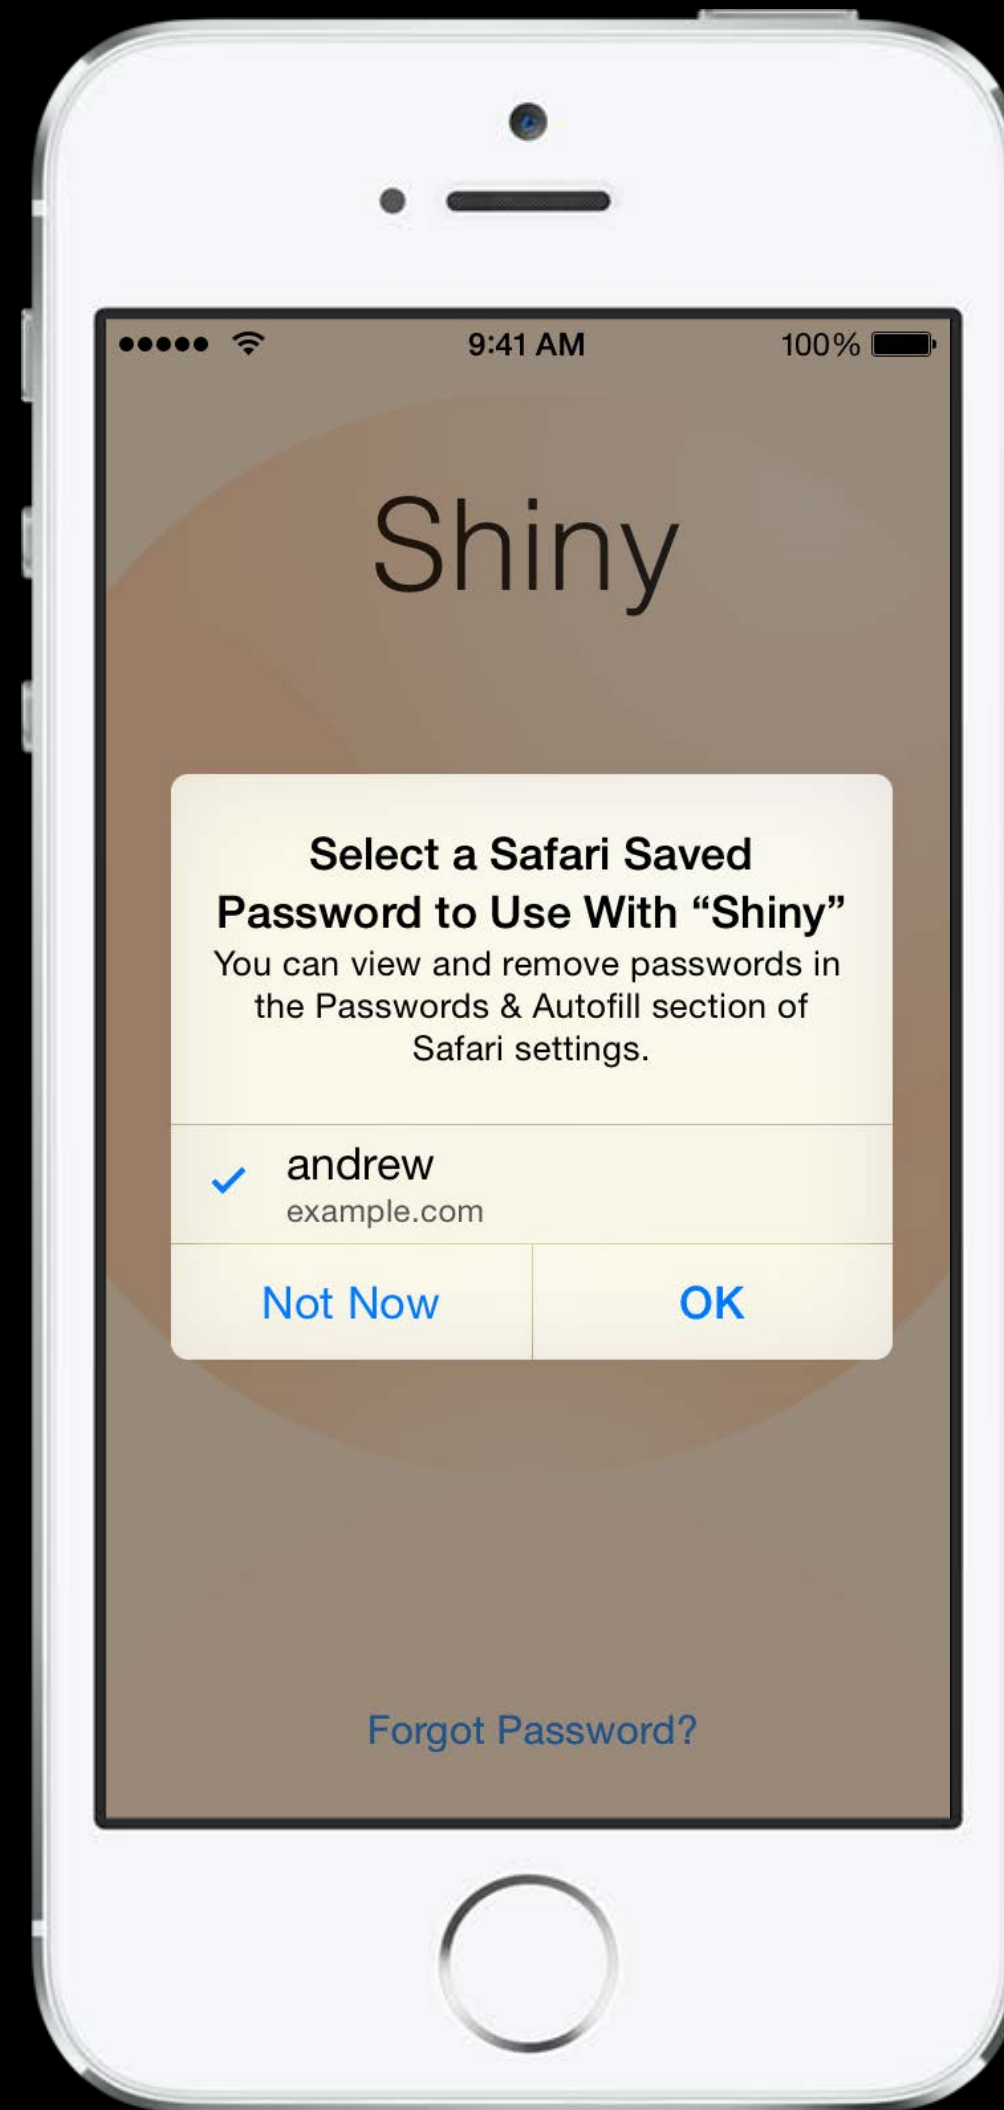 9:41 AM 100%
Shiny
Select a Safari Saved
Password to Use With “Shiny”
You can view and remove passwords in
the Passwords & Autofill section of
Safari settings.
andrew
example.com
Not Now OK
Forgot Password?